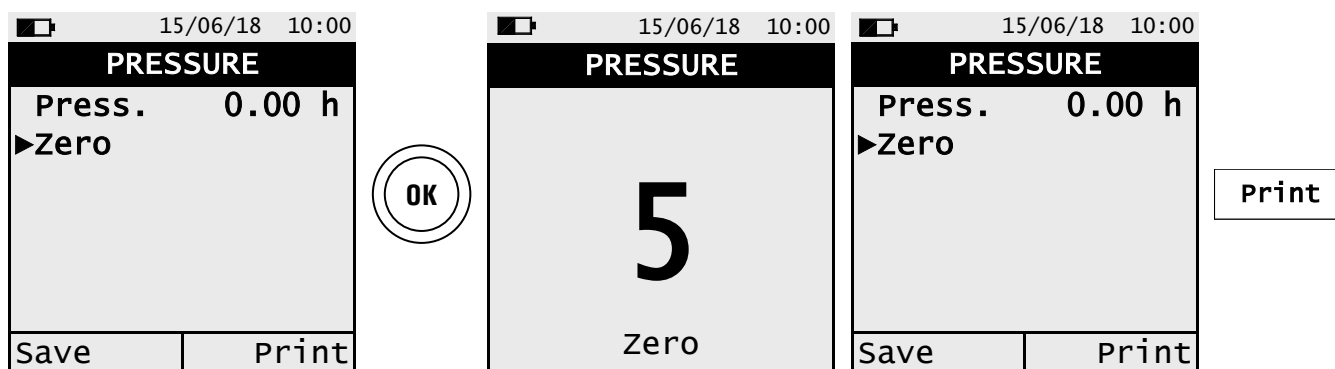 15/06/18 10:00
PRESSURE
Press. 0.00 h
►Zero
Save Print
OK
15/06/18 10:00
PRESSURE
5
Zero
15/06/18 10:00
PRESSURE
Press. 0.00 h
►Zero
Save Print
Print